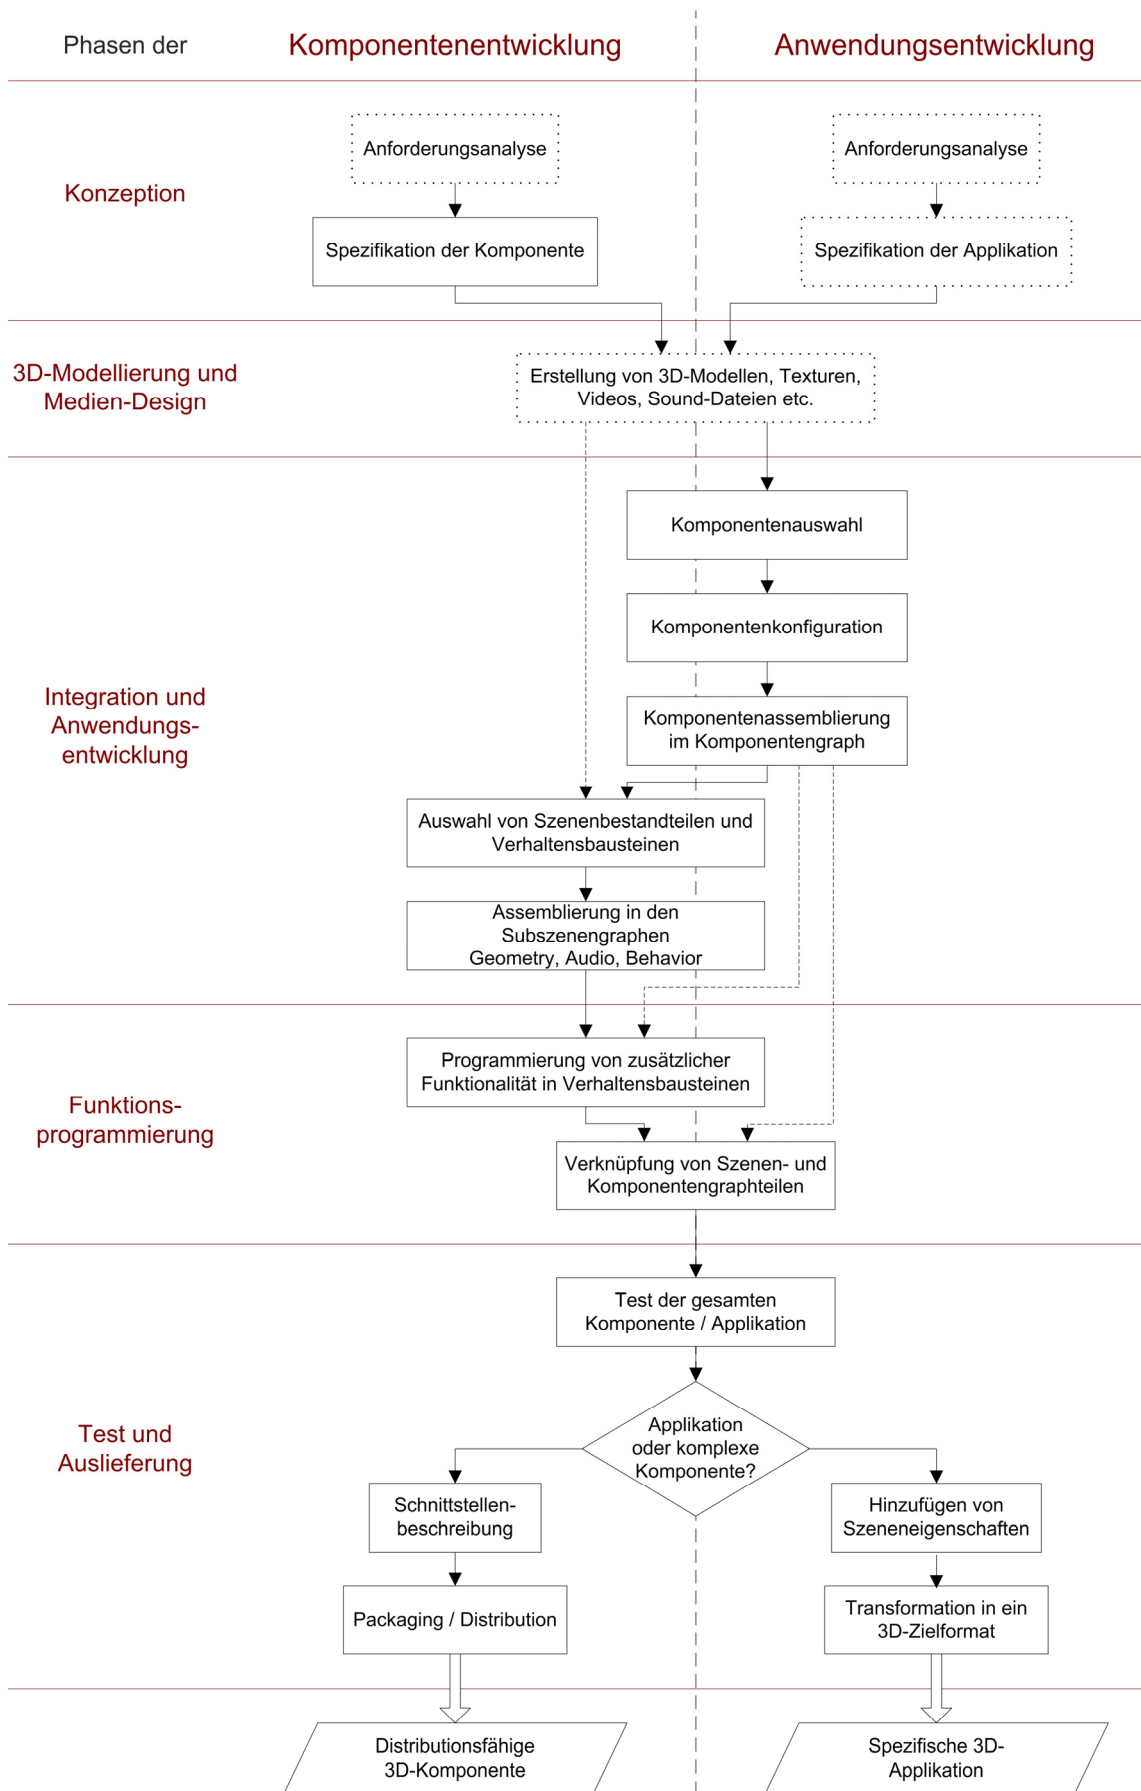 Phasen der
Komponentenentwicklung
Anwendungsentwicklung
Konzeption
Anforderungsanalyse
Anforderungsanalyse
Spezifikation der Komponente
Spezifikation der Applikation
3D-Modellierung und
Medien-Design
Erstellung von 3D-Modellen, Texturen,
Videos, Sound-Dateien etc.
Integration und
Anwendungs-
entwicklung
Komponentenauswahl
Komponentenkonfiguration
Komponentenassemblierung
im Komponentengraph
Auswahl von Szenenbestandteilen und
Verhaltensbausteinen
Assemblierung in den
Subszenengraphen
Geometry, Audio, Behavior
Funktions-
programmierung
Programmierung von zusätzlicher
Funktionalität in Verhaltensbausteinen
Verknüpfung von Szenen- und
Komponentengraphteilen
Test und
Auslieferung
Test der gesamten
Komponente / Applikation
Applikation
oder komplexe
Komponente?
Schnittstellen-
beschreibung
Hinzufügen von
Szeneneigenschaften
Packaging / Distribution
Transformation in ein
3D-Zielformat
Distributionsfähige
3D-Komponente
Spezifische 3D-
Applikation